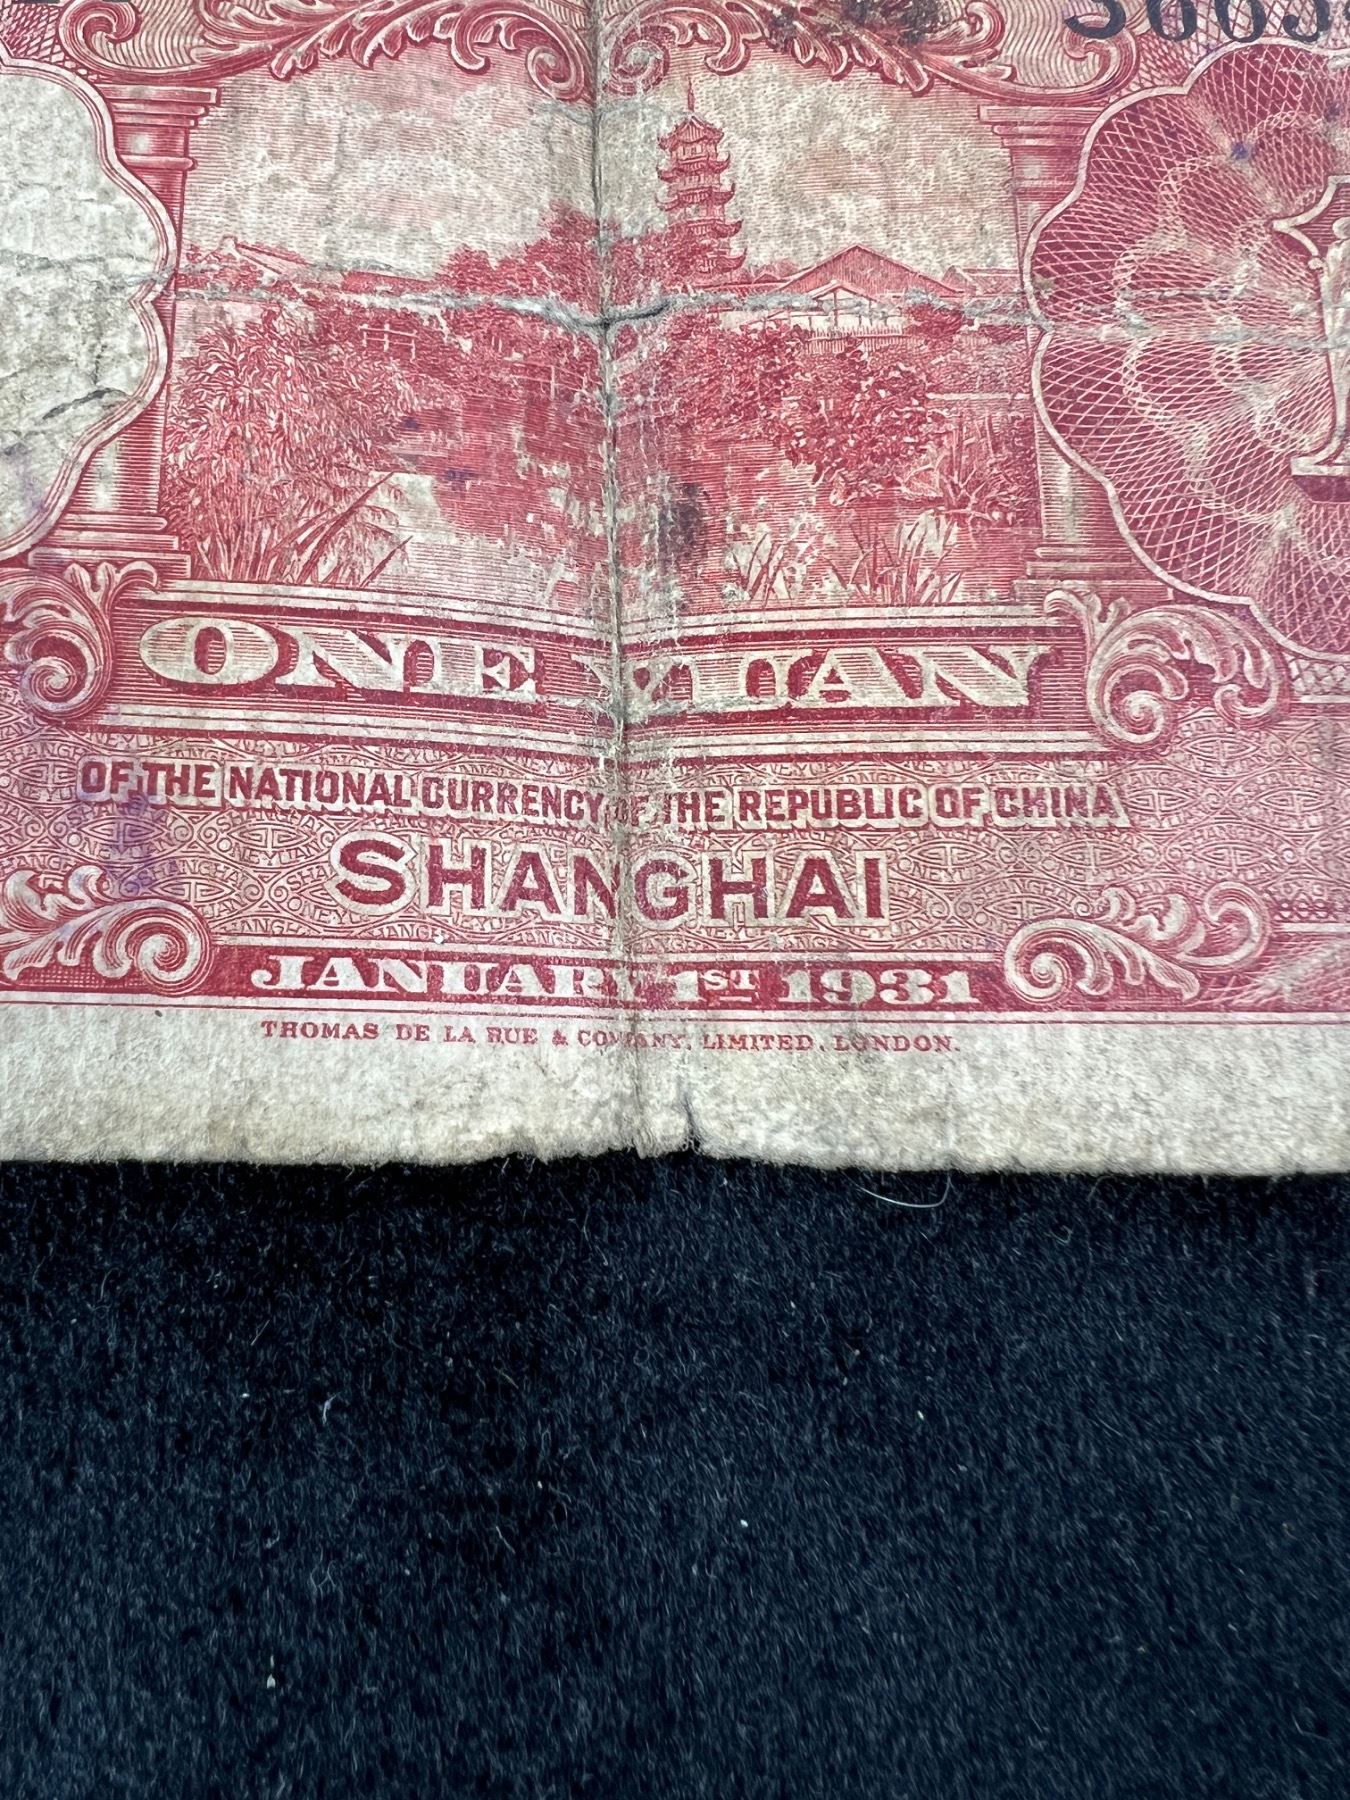 ONE YUAN
OF THE NATIONAL CURRENCY OF THE REPUBLIC OF CHINA
SHANGHAI
JANUARY 1ST 1931
THOMAS DE LA RUE & COMPANY, LIMITED, LONDON.